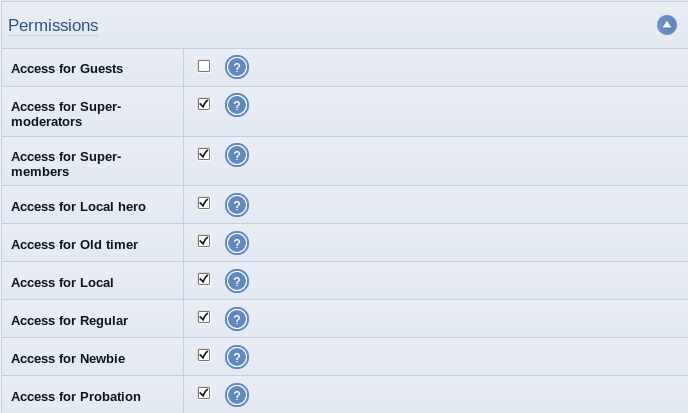 Permissions
Access for Guests
?
Access for Super-
moderators
?
Access for Super-
members
?
Access for Local hero
?
Access for Old timer
?
Access for Local
?
Access for Regular
?
Access for Newbie
?
Access for Probation
?